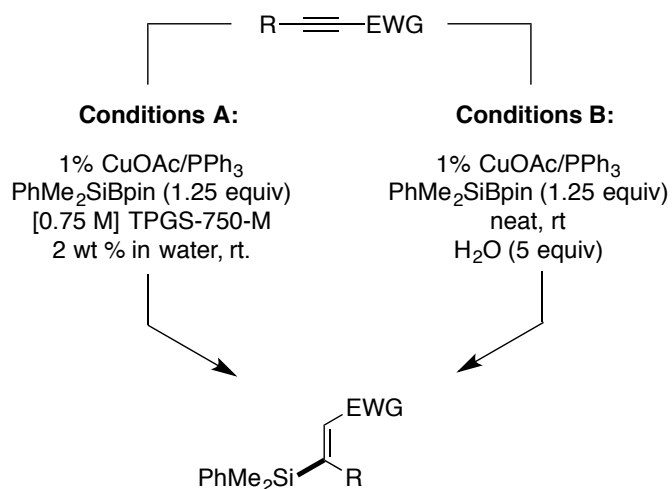 R EWG
Conditions A:
1% CuOAc/PPh₃
PhMe₂SiBpin (1.25 equiv)
[0.75 M] TPGS-750-M
2 wt % in water, rt.
Conditions B:
1% CuOAc/PPh₃
PhMe₂SiBpin (1.25 equiv)
neat, rt
H₂O (5 equiv)
EWG
PhMe₂Si R